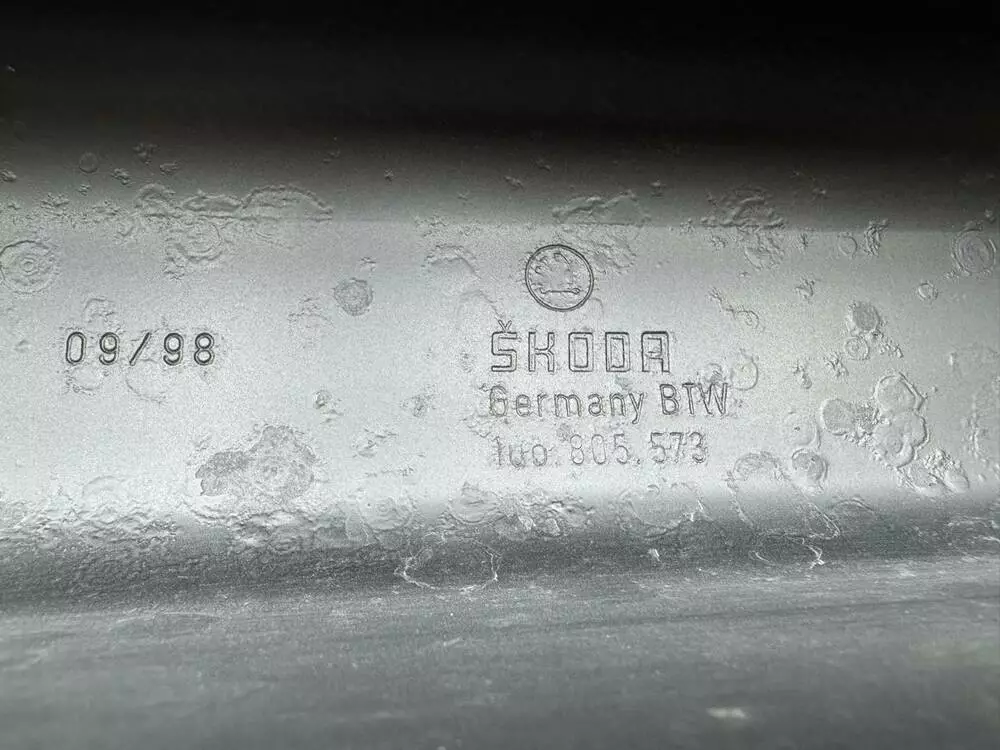 09/98
ŠKODA
Germany BTW
1U0.805.573